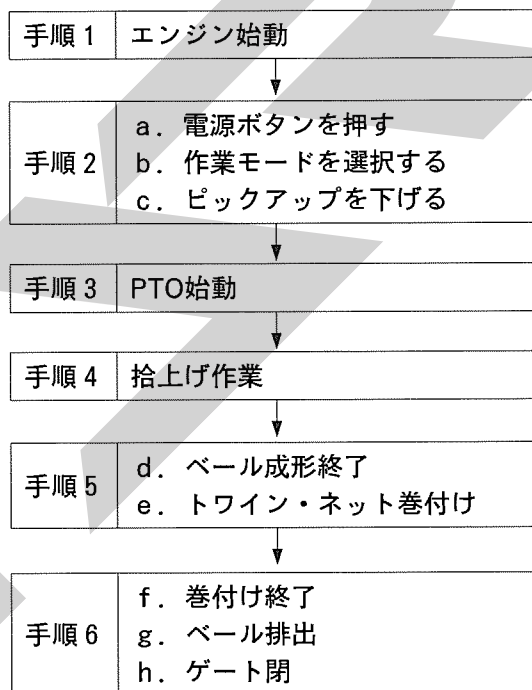 手順1 エンジン始動
a. 電源ボタンを押す
手順2 b. 作業モードを選択する
c. ピックアップを下げる
手順3 PTO始動
手順4 拾上げ作業
d. ベール成形終了
手順5 e. トワイン・ネット巻付け
f. 巻付け終了
手順6 g. ベール排出
h. ゲート閉